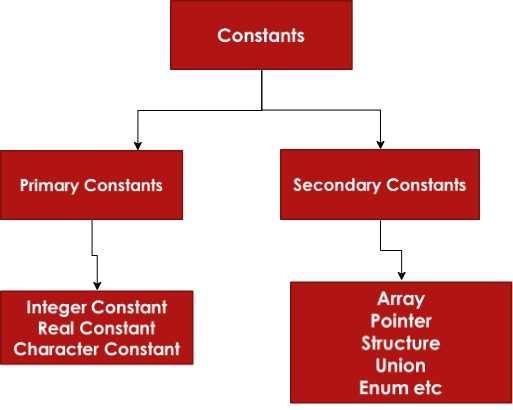 Constants
Primary Constants
Secondary Constants
Integer Constant
Real Constant
Character Constant
Array
Pointer
Structure
Union
Enum etc